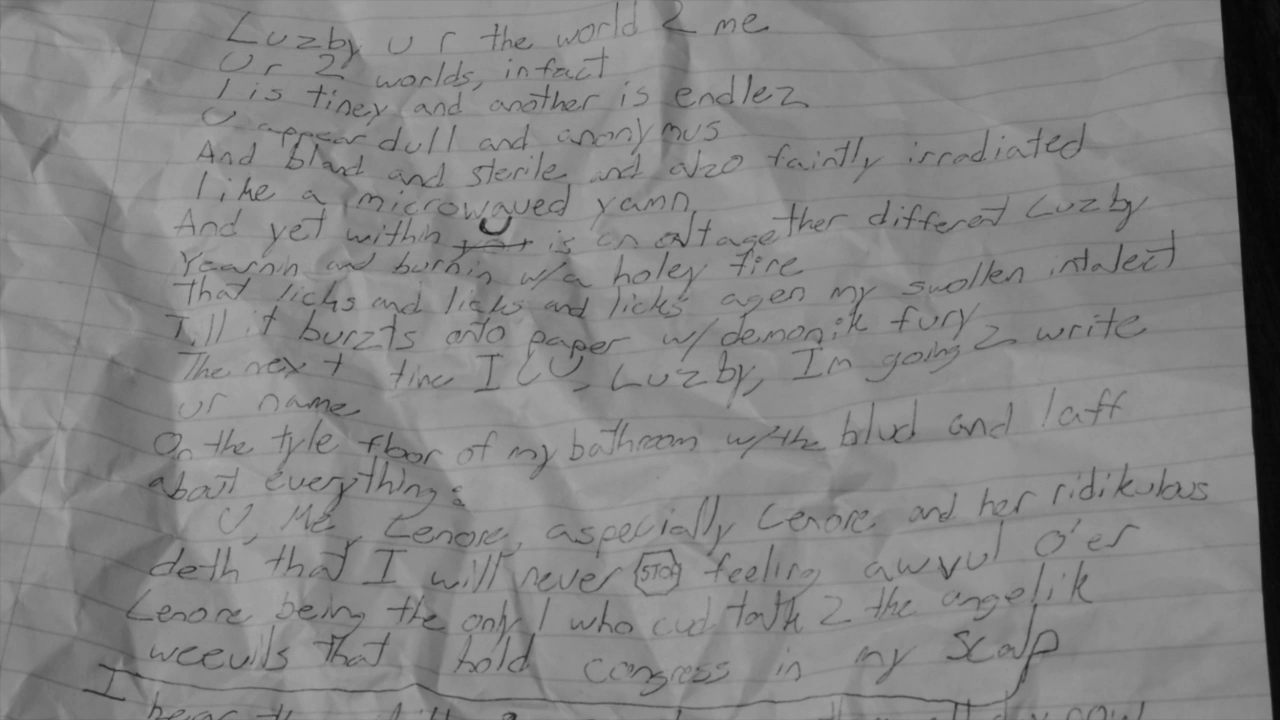 Luzby U r the world 2 me
Ur 2 worlds, infact
1 is tiney and another is endlez
U appear dull and anonymus
And bland and sterile and alzo faintly irradiated
like a microwaved yamn
And yet within U is an altagether different Luzby
Yearnin and burnin w/a holey fire
That licks and licks and licks agen my swollen intalect
Till it burzts onto paper w/ demonik fury
The next time I C U, Luzby, Im going 2 write
ur name
On the tyle floor of my bathroom w/the blud and laff
about everything:
U, Me, Lenore, aspecially Lenore and her ridikulous
deth that I will never STOP feeling awvul o'er
Lenore being the only 1 who cud talk 2 the angelik
weevils that hold congress in my scalp
I